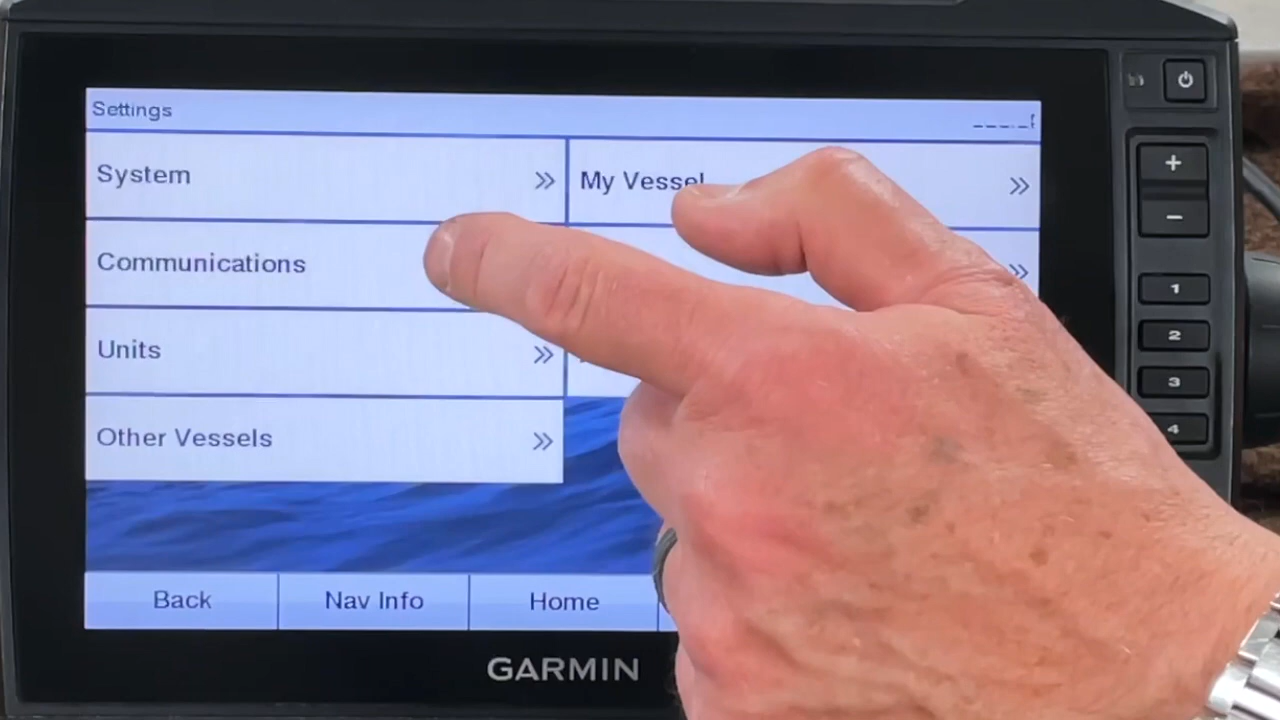 Settings
System
My Vessel
Communications
Units
Other Vessels
Back
Nav Info
Home
GARMIN
+
−
1
2
3
4